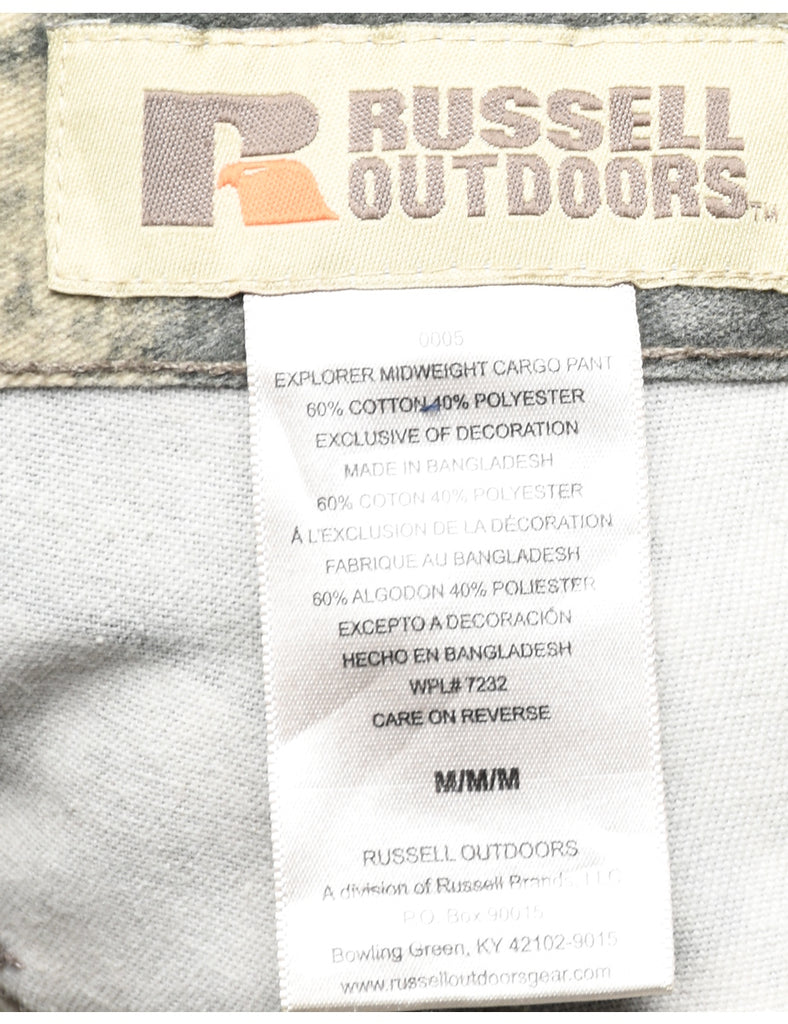 RUSSELL
OUTDOORS™
0005
EXPLORER MIDWEIGHT CARGO PANT
60% COTTON 40% POLYESTER
EXCLUSIVE OF DECORATION
MADE IN BANGLADESH
60% COTON 40% POLYESTER
À L'EXCLUSION DE LA DÉCORATION
FABRIQUE AU BANGLADESH
60% ALGODON 40% POLIESTER
EXCEPTO A DECORACIÓN
HECHO EN BANGLADESH
WPL# 7232
CARE ON REVERSE
M/M/M
RUSSELL OUTDOORS
A division of Russell Brands, LLC
P.O. Box 90015
Bowling Green, KY 42102-9015
www.russelloutdoorsgear.com